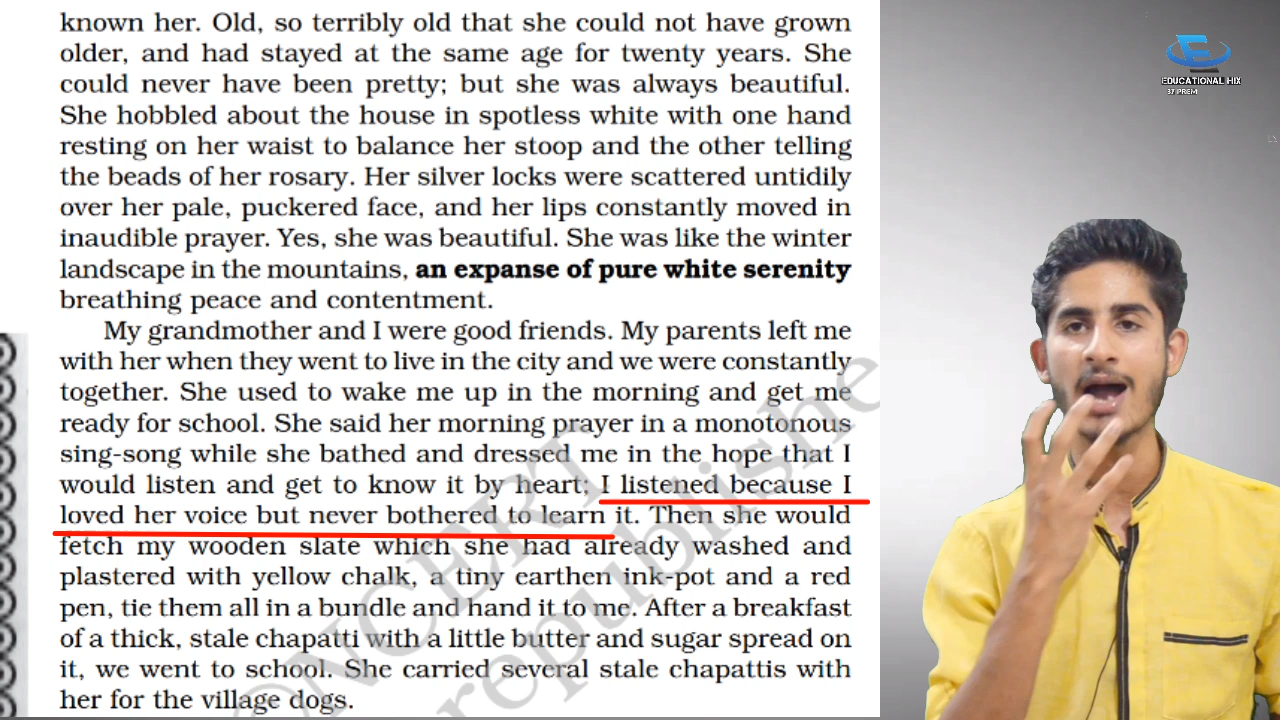 known her. Old, so terribly old that she could not have grown
older, and had stayed at the same age for twenty years. She
could never have been pretty; but she was always beautiful.
She hobbled about the house in spotless white with one hand
resting on her waist to balance her stoop and the other telling
the beads of her rosary. Her silver locks were scattered untidily
over her pale, puckered face, and her lips constantly moved in
inaudible prayer. Yes, she was beautiful. She was like the winter
landscape in the mountains, an expanse of pure white serenity
breathing peace and contentment.
My grandmother and I were good friends. My parents left me
with her when they went to live in the city and we were constantly
together. She used to wake me up in the morning and get me
ready for school. She said her morning prayer in a monotonous
sing-song while she bathed and dressed me in the hope that I
would listen and get to know it by heart; I listened because I
loved her voice but never bothered to learn it. Then she would
fetch my wooden slate which she had already washed and
plastered with yellow chalk, a tiny earthen ink-pot and a red
pen, tie them all in a bundle and hand it to me. After a breakfast
of a thick, stale chapatti with a little butter and sugar spread on
it, we went to school. She carried several stale chapattis with
her for the village dogs.
NCERT
republishe
EDUCATIONAL HIX
BY PREM